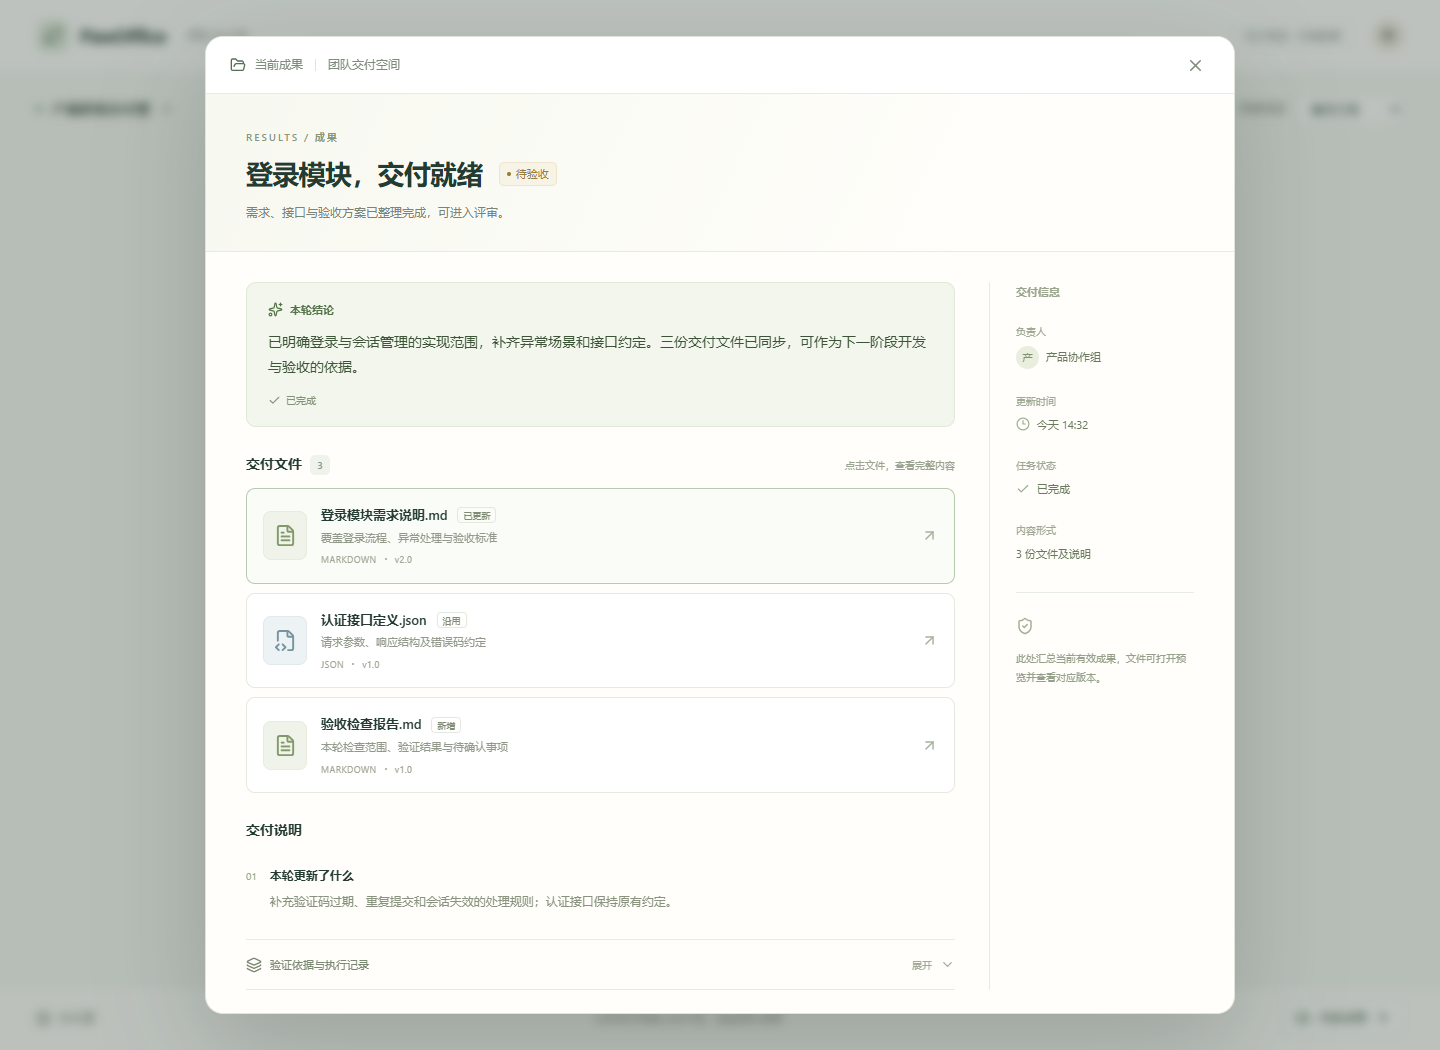 当前成果 | 团队交付空间
RESULTS / 成果
登录模块，交付就绪
待验收
需求、接口与验收方案已整理完成，可进入评审。
本轮结论
已明确登录与会话管理的实现范围，补齐异常场景和接口约定。三份交付文件已同步，可作为下一阶段开发
与验收的依据。
已完成
交付文件 3
点击文件，查看完整内容
登录模块需求说明.md 已更新
覆盖登录流程、异常处理与验收标准
MARKDOWN • v2.0
认证接口定义.json 沿用
请求参数、响应结构及错误码约定
JSON • v1.0
验收检查报告.md 新增
本轮检查范围、验证结果与待确认事项
MARKDOWN • v1.0
交付说明
01 本轮更新了什么
补充验证码过期、重复提交和会话失效的处理规则；认证接口保持原有约定。
验证依据与执行记录
展开
交付信息
负责人
产 产品协作组
更新时间
今天 14:32
任务状态
已完成
内容形式
3 份文件及说明
此处汇总当前有效成果，文件可打开预
览并查看对应版本。